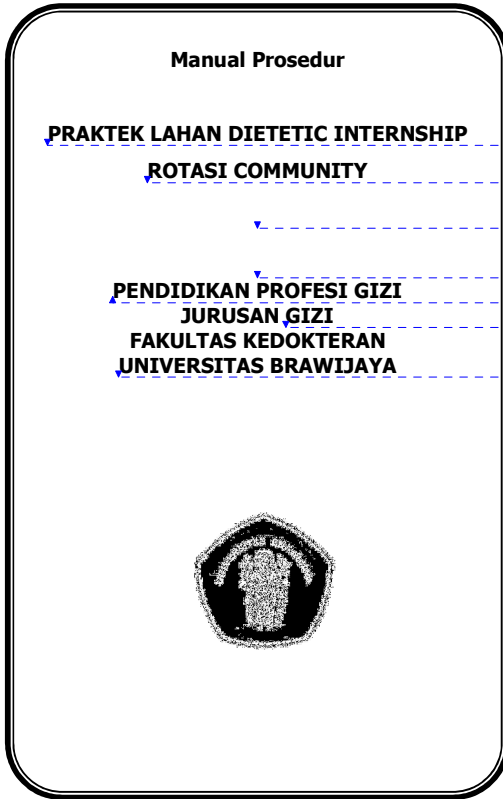 Manual Prosedur
PRAKTEK LAHAN DIETETIC INTERNSHIP
ROTASI COMMUNITY
PENDIDIKAN PROFESI GIZI
JURUSAN GIZI
FAKULTAS KEDOKTERAN
UNIVERSITAS BRAWIJAYA